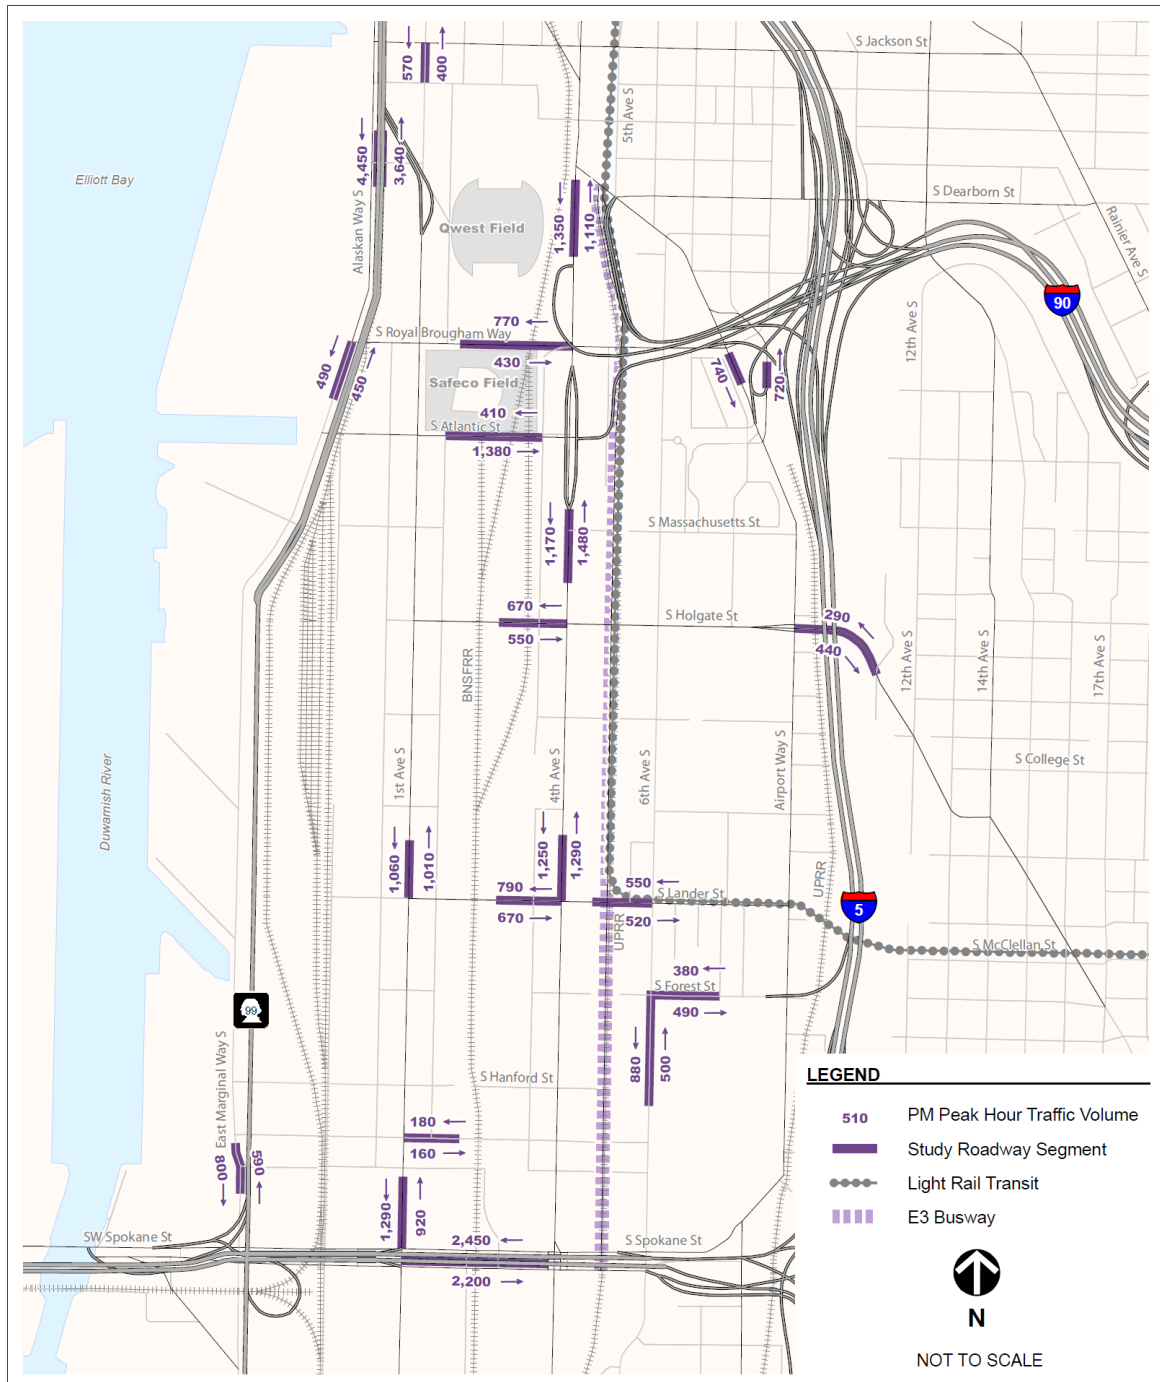 S Jackson St
570
400
5th Ave S
4,450
3,640
Elliott Bay
Alaskan Way S
Qwest Field
1,350
1,110
S Dearborn St
Rainier Ave S
90
12th Ave S
770
S Royal Brougham Way
430
490
450
Safeco Field
740
720
410
S Atlantic St
1,380
S Massachusetts St
1,170
1,480
670
S Holgate St
550
290
440
BNSFRR
12th Ave S
14th Ave S
17th Ave S
1st Ave S
4th Ave S
6th Ave S
Airport Way S
S College St
Duwamish River
1,060
1,010
1,250
1,290
790
670
550
S Lander St
520
UPRR
UPRR
5
S McClellan St
380
S Forest St
490
99
East Marginal Way S
880
500
S Hanford St
180
160
800
590
1,290
920
SW Spokane St
2,450
S Spokane St
2,200
LEGEND
510 PM Peak Hour Traffic Volume
Study Roadway Segment
Light Rail Transit
E3 Busway
N
NOT TO SCALE